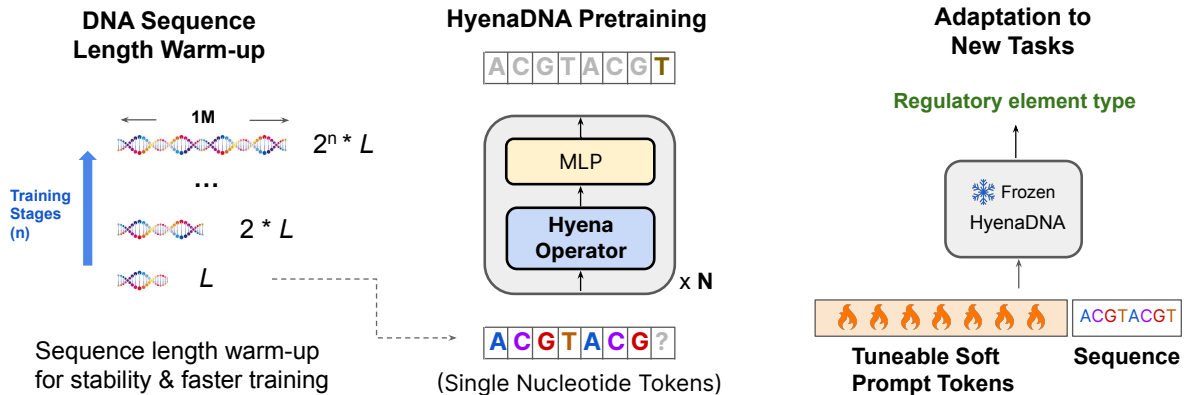 DNA Sequence
Length Warm-up
1M
2ⁿ * L
...
Training
Stages
(n)
2 * L
L
Sequence length warm-up
for stability & faster training
HyenaDNA Pretraining
A C G T A C G T
MLP
Hyena
Operator
x N
A C G T A C G ?
(Single Nucleotide Tokens)
Adaptation to
New Tasks
Regulatory element type
Frozen
HyenaDNA
ACGTACGT
Tuneable Soft
Prompt Tokens
Sequence